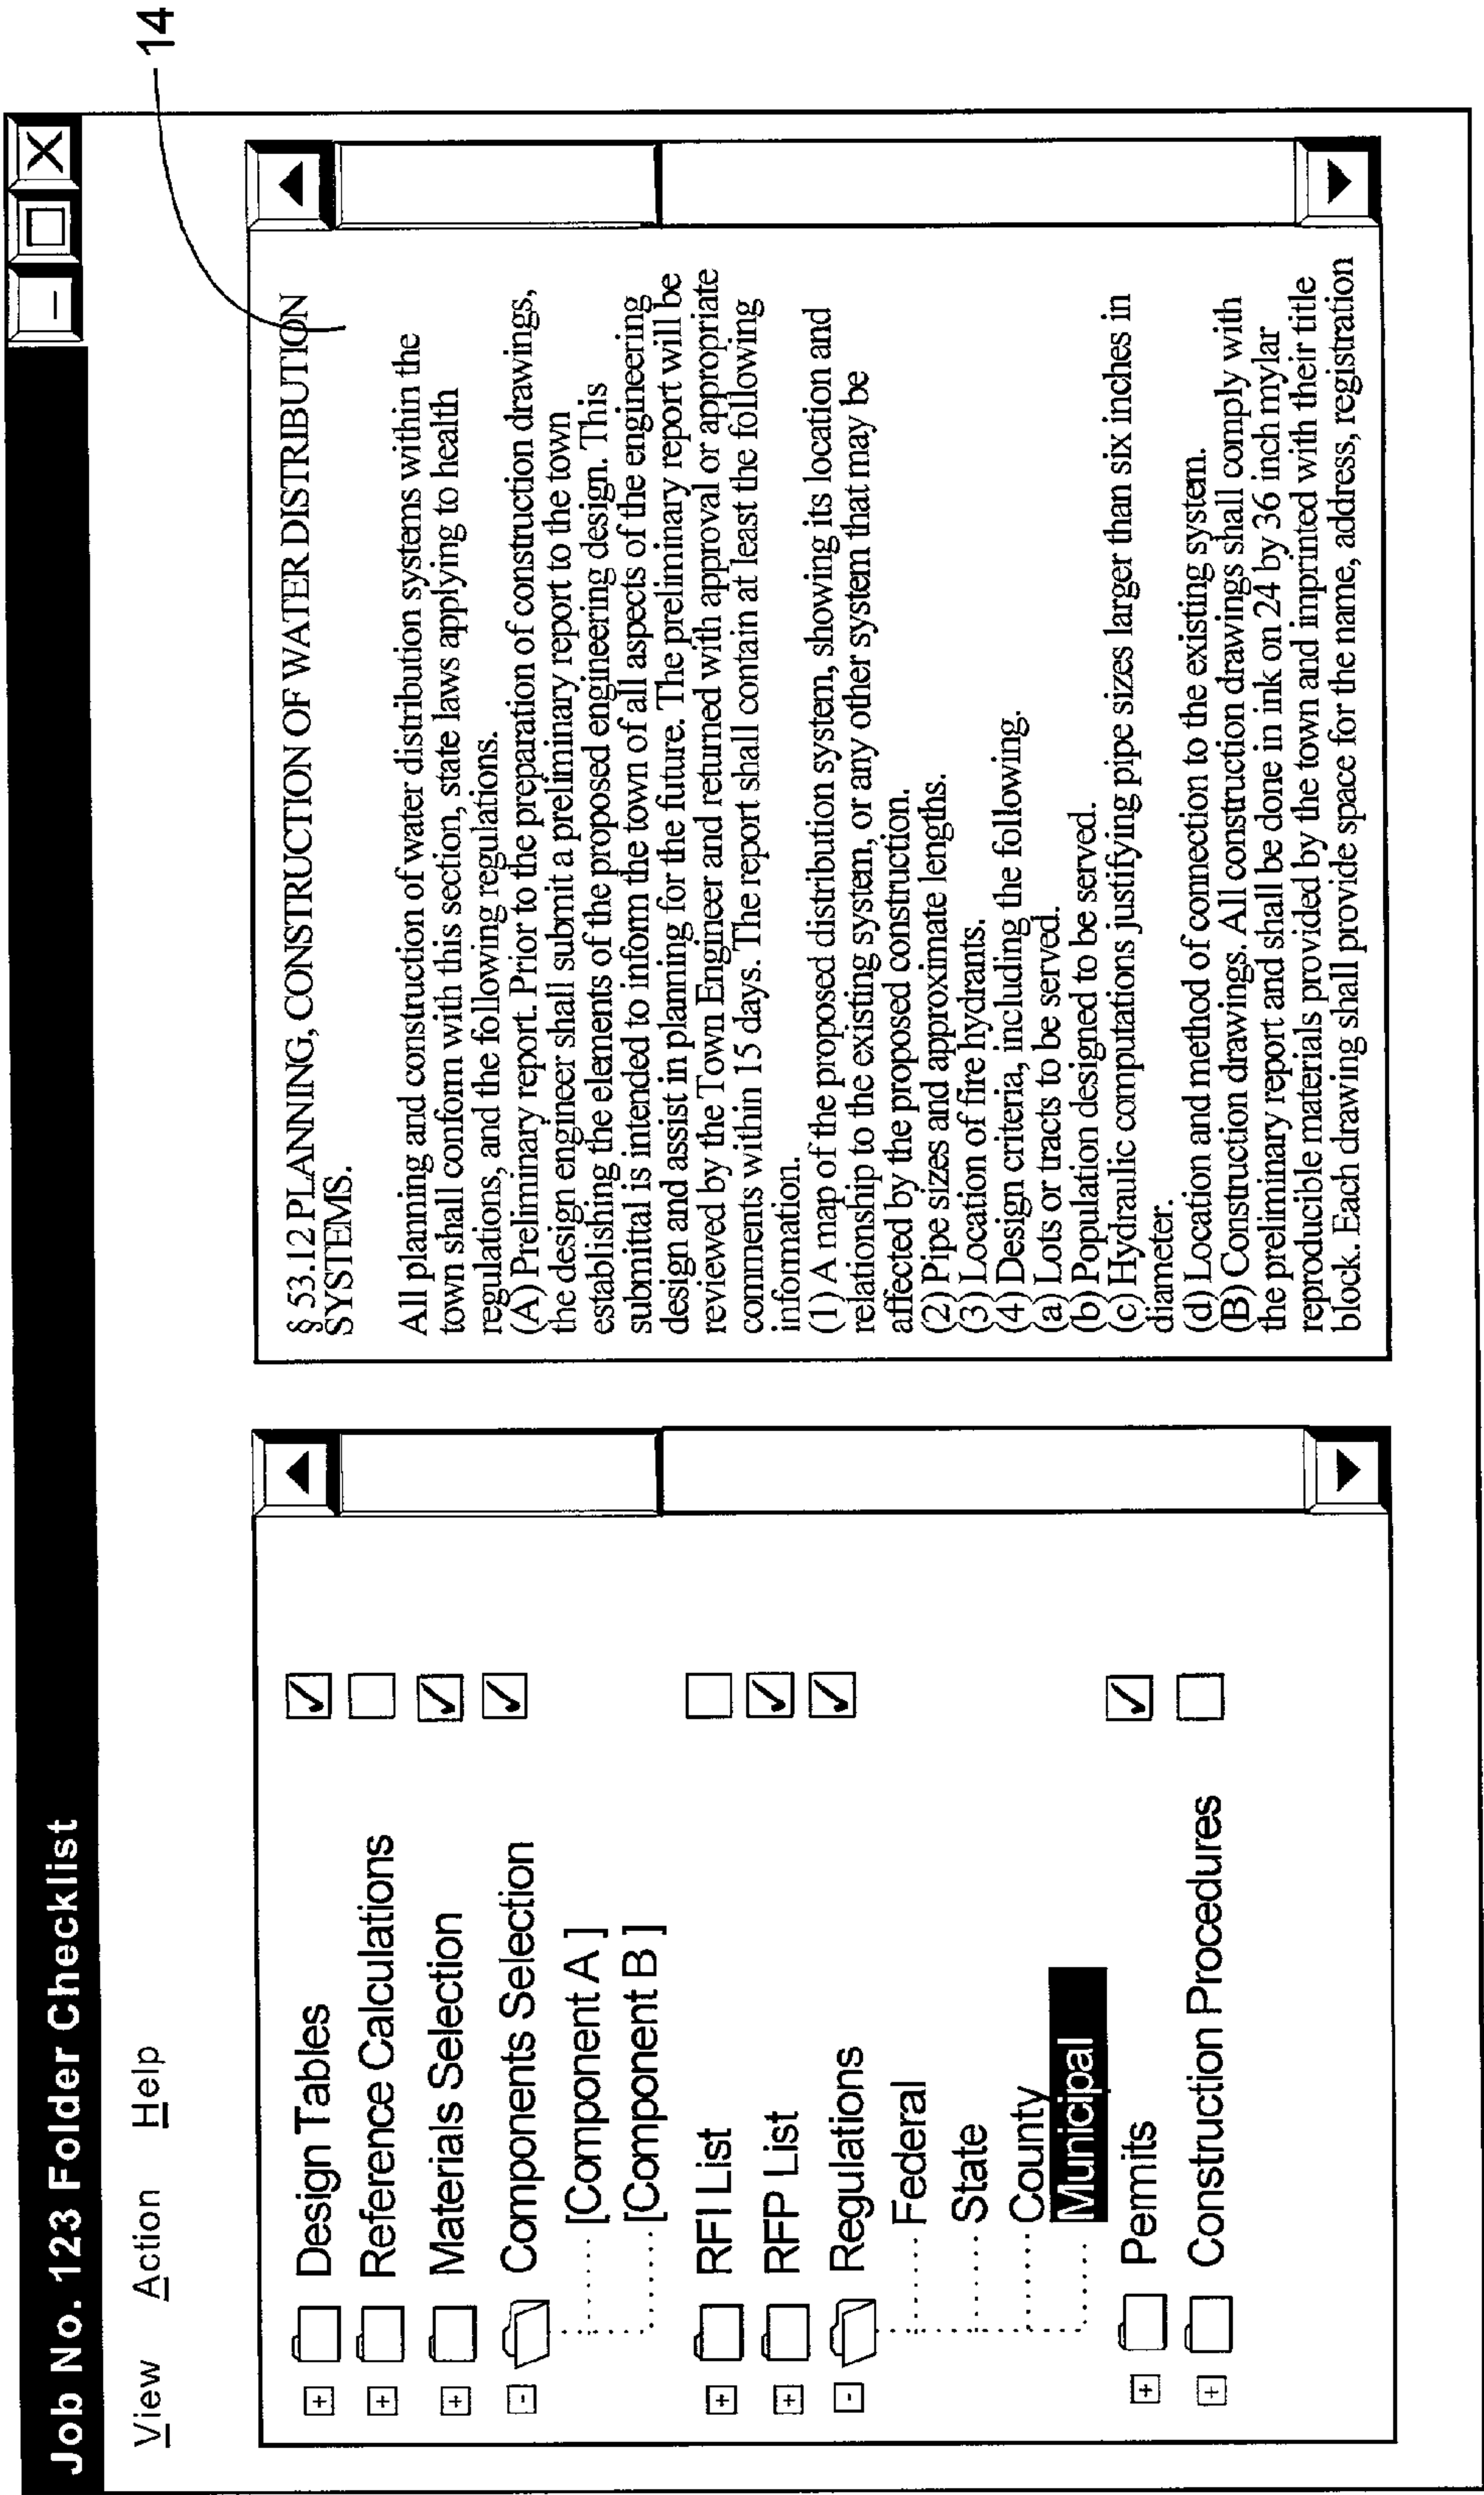 Job No. 123 Folder Checklist
View Action Help
Design Tables
Reference Calculations
Materials Selection
Components Selection
[Component A]
[Component B]
RFI List
RFP List
Regulations
Federal
State
County
Municipal
Permits
Construction Procedures
§ 53.12 PLANNING, CONSTRUCTION OF WATER DISTRIBUTION
SYSTEMS.
All planning and construction of water distribution systems within the
town shall conform with this section, state laws applying to health
regulations, and the following regulations.
(A) Preliminary report. Prior to the preparation of construction drawings,
the design engineer shall submit a preliminary report to the town
establishing the elements of the proposed engineering design. This
submittal is intended to inform the town of all aspects of the engineering
design and assist in planning for the future. The preliminary report will be
reviewed by the Town Engineer and returned with approval or appropriate
comments within 15 days. The report shall contain at least the following
information.
(1) A map of the proposed distribution system, showing its location and
relationship to the existing system, or any other system that may be
affected by the proposed construction.
(2) Pipe sizes and approximate lengths.
(3) Location of fire hydrants.
(4) Design criteria, including the following.
(a) Lots or tracts to be served.
(b) Population designed to be served.
(c) Hydraulic computations justifying pipe sizes larger than six inches in
diameter.
(d) Location and method of connection to the existing system.
(B) Construction drawings. All construction drawings shall comply with
the preliminary report and shall be done in ink on 24 by 36 inch mylar
reproducible materials provided by the town and imprinted with their title
block. Each drawing shall provide space for the name, address, registration
14